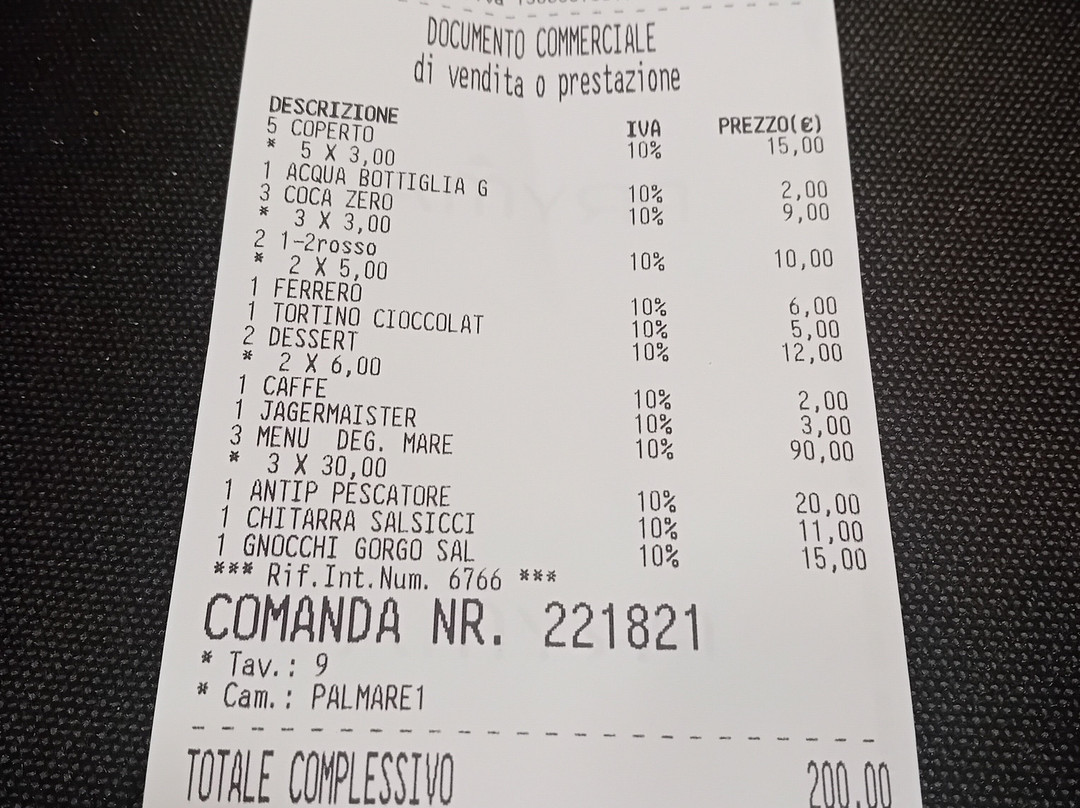 DOCUMENTO COMMERCIALE
di vendita o prestazione
DESCRIZIONE IVA PREZZO(€)
5 COPERTO 10% 15,00
* 5 X 3,00
1 ACQUA BOTTIGLIA G 10% 2,00
3 COCA ZERO 10% 9,00
* 3 X 3,00
2 1-2rosso 10% 10,00
* 2 X 5,00
1 FERRERO 10% 6,00
1 TORTINO CIOCCOLAT 10% 5,00
2 DESSERT 10% 12,00
* 2 X 6,00
1 CAFFE 10% 2,00
1 JAGERMAISTER 10% 3,00
3 MENU DEG. MARE 10% 90,00
* 3 X 30,00
1 ANTIP PESCATORE 10% 20,00
1 CHITARRA SALSICCI 10% 11,00
1 GNOCCHI GORGO SAL 10% 15,00
*** Rif.Int.Num. 6766 ***
COMANDA NR. 221821
* Tav.: 9
* Cam.: PALMARE1
TOTALE COMPLESSIVO 200,00